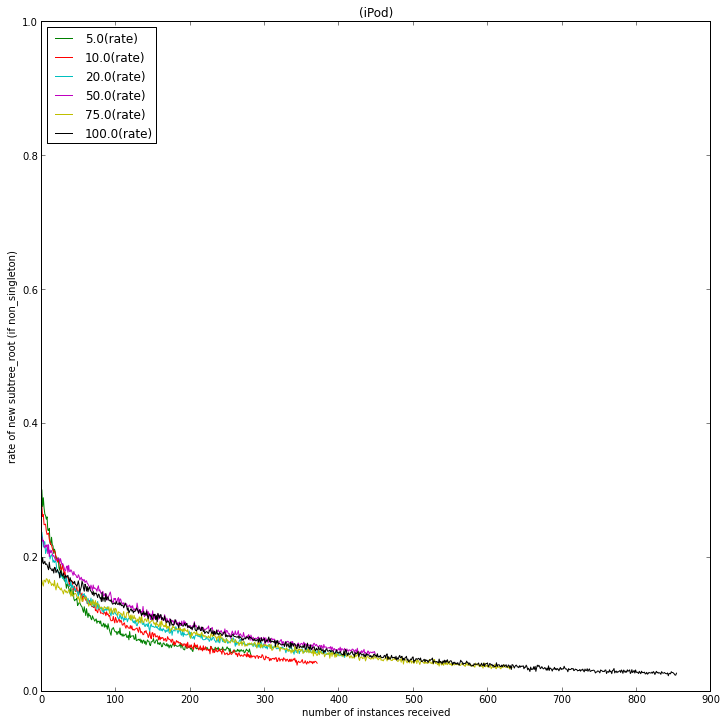 (iPod)
1.0
0.8
0.6
0.4
0.2
0.0
5.0(rate)
10.0(rate)
20.0(rate)
50.0(rate)
75.0(rate)
100.0(rate)
rate of new subtree_root (if non_singleton)
0 100 200 300 400 500 600 700 800 900
number of instances received